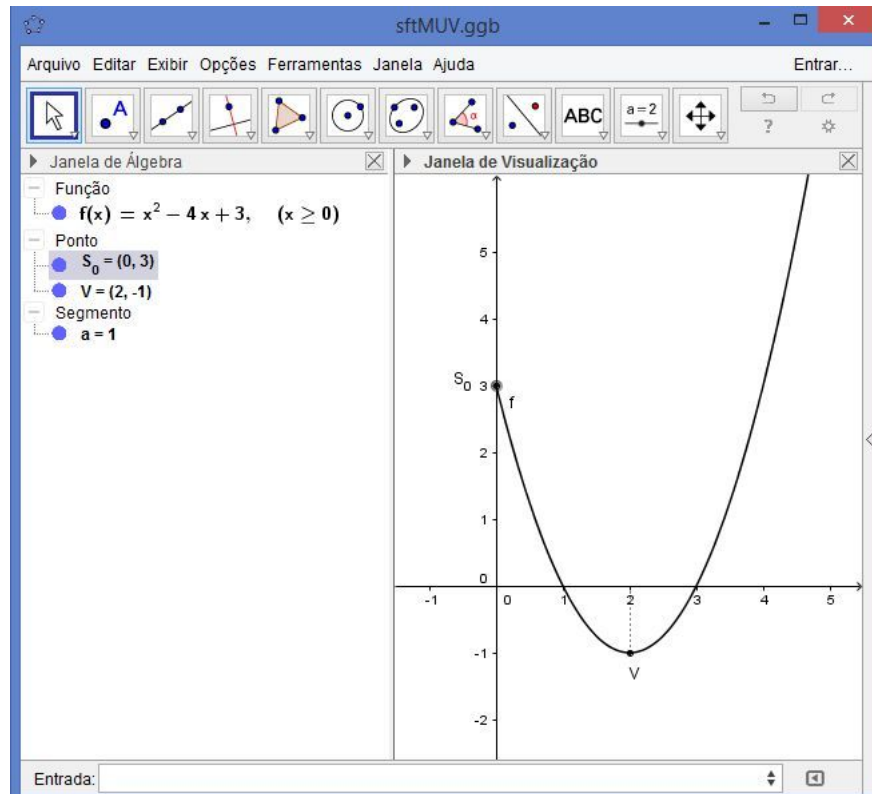 sftMUV.ggb
Arquivo Editar Exibir Opções Ferramentas Janela Ajuda Entrar...
A α ABC a=2 ?
Janela de Álgebra
Função
f(x) = x² − 4 x + 3, (x ≥ 0)
Ponto
S₀ = (0, 3)
V = (2, -1)
Segmento
a = 1
Janela de Visualização
5
4
S₀ 3
f
2
1
0
-1 0 1 2 3 4 5
-1
V
-2
Entrada: